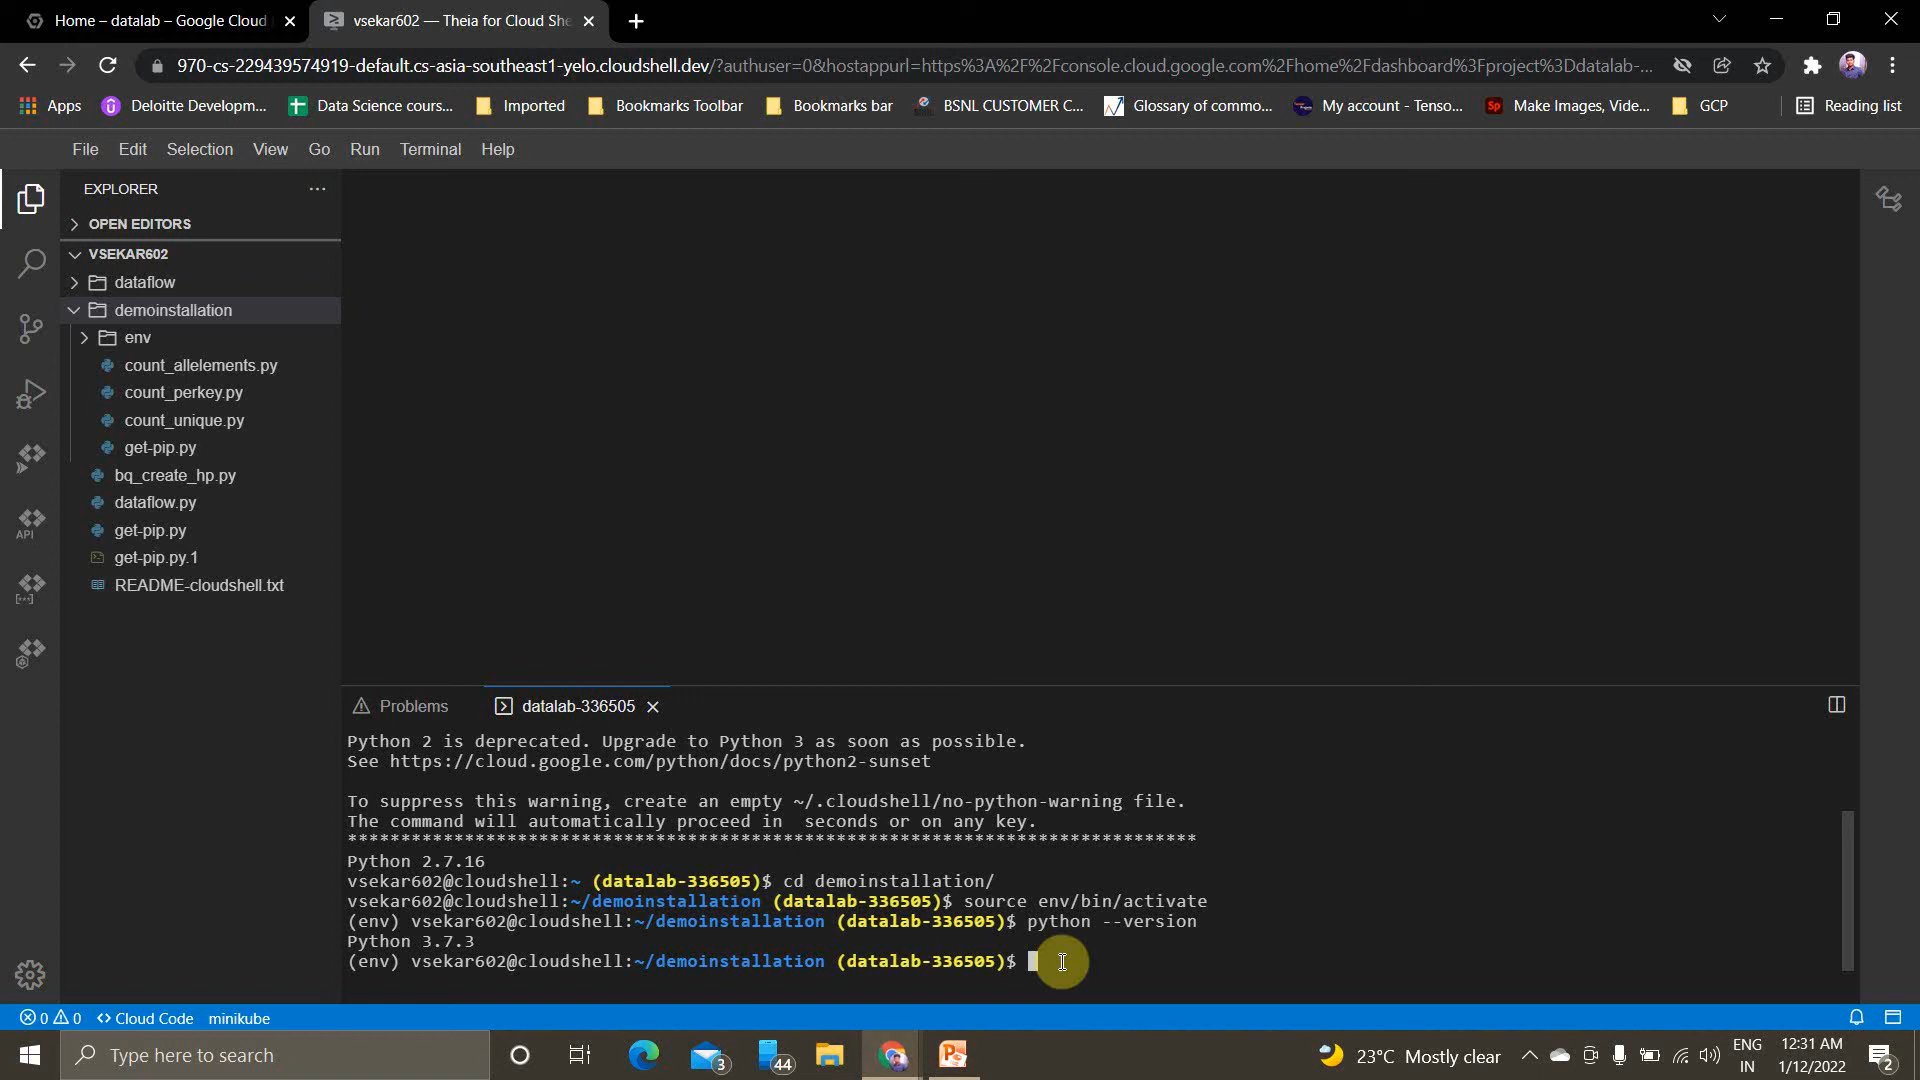 Home – datalab – Google Cloud
vsekar602 — Theia for Cloud She
970-cs-229439574919-default.cs-asia-southeast1-yelo.cloudshell.dev/?authuser=0&hostappurl=https%3A%2F%2Fconsole.cloud.google.com%2Fhome%2Fdashboard%3Fproject%3Ddatalab-...
Apps
Deloitte Developm...
Data Science cours...
Imported
Bookmarks Toolbar
Bookmarks bar
BSNL CUSTOMER C...
Glossary of commo...
My account - Tenso...
Sp
Make Images, Vide...
GCP
Reading list
File Edit Selection View Go Run Terminal Help
EXPLORER
OPEN EDITORS
VSEKAR602
dataflow
demoinstallation
env
count_allelements.py
count_perkey.py
count_unique.py
get-pip.py
bq_create_hp.py
dataflow.py
get-pip.py
get-pip.py.1
README-cloudshell.txt
API
Problems
datalab-336505
Python 2 is deprecated. Upgrade to Python 3 as soon as possible.
See https://cloud.google.com/python/docs/python2-sunset
To suppress this warning, create an empty ~/.cloudshell/no-python-warning file.
The command will automatically proceed in  seconds or on any key.
********************************************************************************
Python 2.7.16
vsekar602@cloudshell:~ (datalab-336505)$ cd demoinstallation/
vsekar602@cloudshell:~/demoinstallation (datalab-336505)$ source env/bin/activate
(env) vsekar602@cloudshell:~/demoinstallation (datalab-336505)$ python --version
Python 3.7.3
(env) vsekar602@cloudshell:~/demoinstallation (datalab-336505)$
0 0 <> Cloud Code minikube
Type here to search
3
44
23°C Mostly clear
ENG
IN
12:31 AM
1/12/2022
2